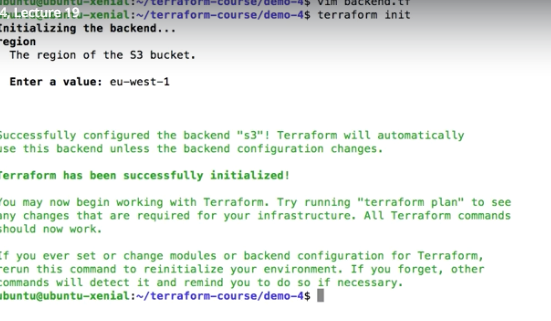 ubuntu@ubuntu-xenial:~/terraform-course/demo-4$ vim backend.tf
4. Lecture 19
ubuntu@ubuntu-xenial:~/terraform-course/demo-4$ terraform init
Initializing the backend...
region
The region of the S3 bucket.
Enter a value: eu-west-1
Successfully configured the backend "s3"! Terraform will automatically
use this backend unless the backend configuration changes.
Terraform has been successfully initialized!
You may now begin working with Terraform. Try running "terraform plan" to see
any changes that are required for your infrastructure. All Terraform commands
should now work.
If you ever set or change modules or backend configuration for Terraform,
rerun this command to reinitialize your environment. If you forget, other
commands will detect it and remind you to do so if necessary.
ubuntu@ubuntu-xenial:~/terraform-course/demo-4$